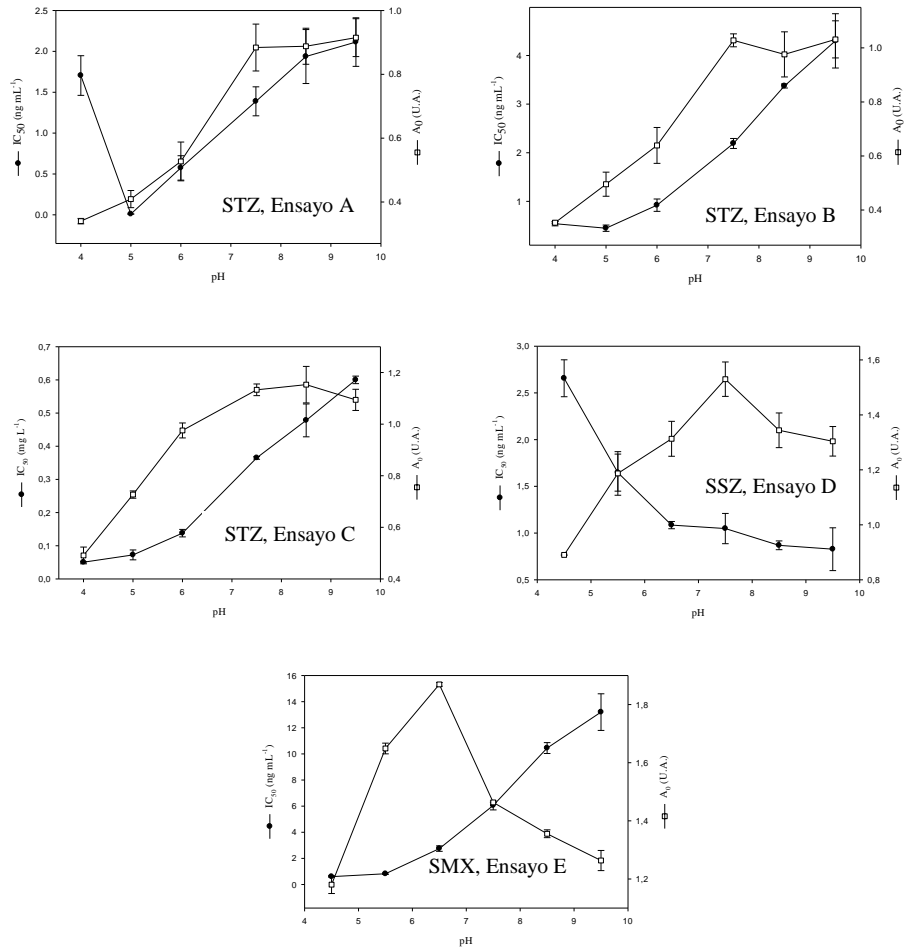 2.5
2.0
1.5
1.0
0.5
0.0
IC50 (ng mL-1)
1.0
0.8
0.6
0.4
A0 (U.A.)
STZ, Ensayo A
4 5 6 7 8 9 10
pH
4
3
2
1
IC50 (ng mL-1)
1.0
0.8
0.6
0.4
A0 (U.A.)
STZ, Ensayo B
4 5 6 7 8 9 10
pH
0,7
0,6
0,5
0,4
0,3
0,2
0,1
0,0
IC50 (mg L-1)
1,2
1,0
0,8
0,6
0,4
A0 (U.A.)
STZ, Ensayo C
4 5 6 7 8 9 10
pH
3,0
2,5
2,0
1,5
1,0
0,5
IC50 (ng mL-1)
1,6
1,4
1,2
1,0
0,8
A0 (U.A.)
SSZ, Ensayo D
4 5 6 7 8 9 10
pH
16
14
12
10
8
6
4
2
0
IC50 (ng mL-1)
1,8
1,6
1,4
1,2
A0 (U.A.)
SMX, Ensayo E
4 5 6 7 8 9 10
pH